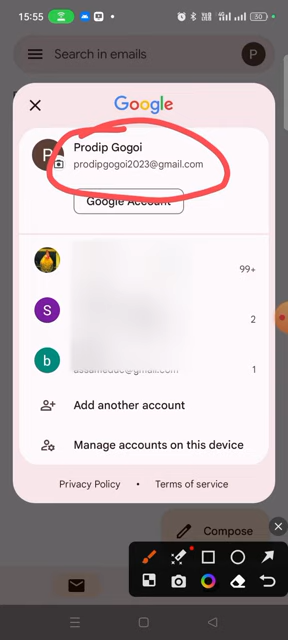 15:55
30
Search in emails
P
Google
P
Prodip Gogoi
prodipgogoi2023@gmail.com
Google Account
99+
S
2
b
1
Add another account
Manage accounts on this device
Privacy Policy • Terms of service
Compose